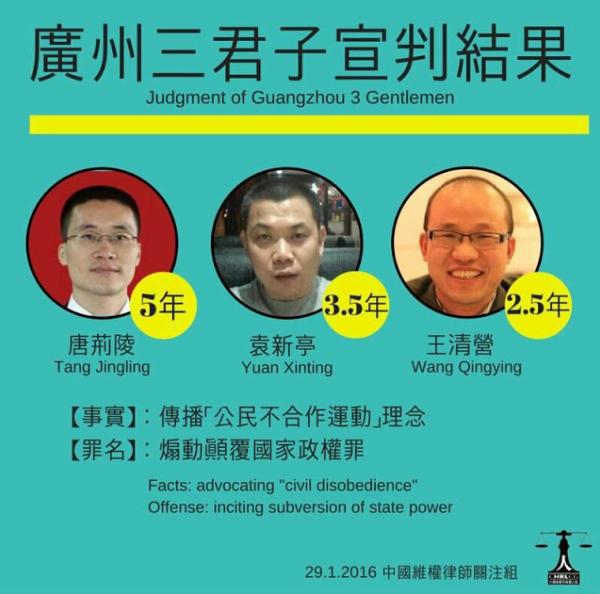 廣州三君子宣判結果
Judgment of Guangzhou 3 Gentlemen
5年
3.5年
2.5年
唐荊陵
袁新亭
王清營
Tang Jingling
Yuan Xinting
Wang Qingying
【事實】：傳播「公民不合作運動」理念
【罪名】：煽動顛覆國家政權罪
Facts: advocating "civil disobedience"
Offense: inciting subversion of state power
29.1.2016 中國維權律師關注組